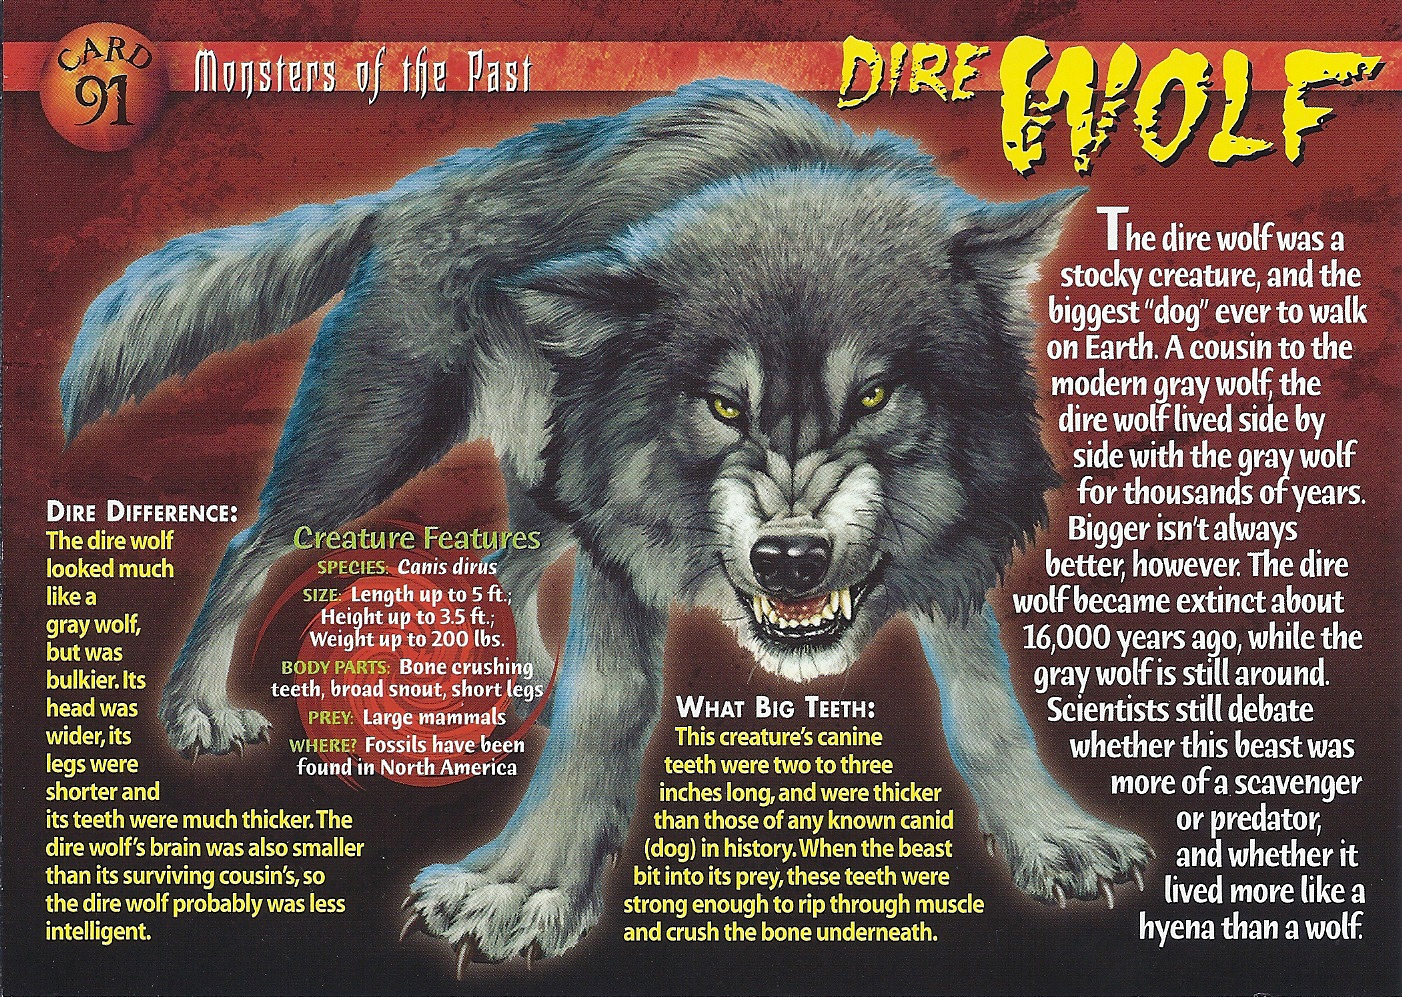 CARD
91
Monsters of the Past
DIRE WOLF
The dire wolf was a
stocky creature, and the
biggest "dog" ever to walk
on Earth. A cousin to the
modern gray wolf, the
dire wolf lived side by
side with the gray wolf
for thousands of years.
Bigger isn't always
better, however. The dire
wolf became extinct about
16,000 years ago, while the
gray wolf is still around.
Scientists still debate
whether this beast was
more of a scavenger
or predator,
and whether it
lived more like a
hyena than a wolf.
DIRE DIFFERENCE:
The dire wolf
looked much
like a
gray wolf,
but was
bulkier. Its
head was
wider, its
legs were
shorter and
its teeth were much thicker. The
dire wolf's brain was also smaller
than its surviving cousin's, so
the dire wolf probably was less
intelligent.
Creature Features
SPECIES: Canis dirus
SIZE: Length up to 5 ft.;
Height up to 3.5 ft.;
Weight up to 200 lbs.
BODY PARTS: Bone crushing
teeth, broad snout, short legs
PREY: Large mammals
WHERE? Fossils have been
found in North America
WHAT BIG TEETH:
This creature's canine
teeth were two to three
inches long, and were thicker
than those of any known canid
(dog) in history. When the beast
bit into its prey, these teeth were
strong enough to rip through muscle
and crush the bone underneath.